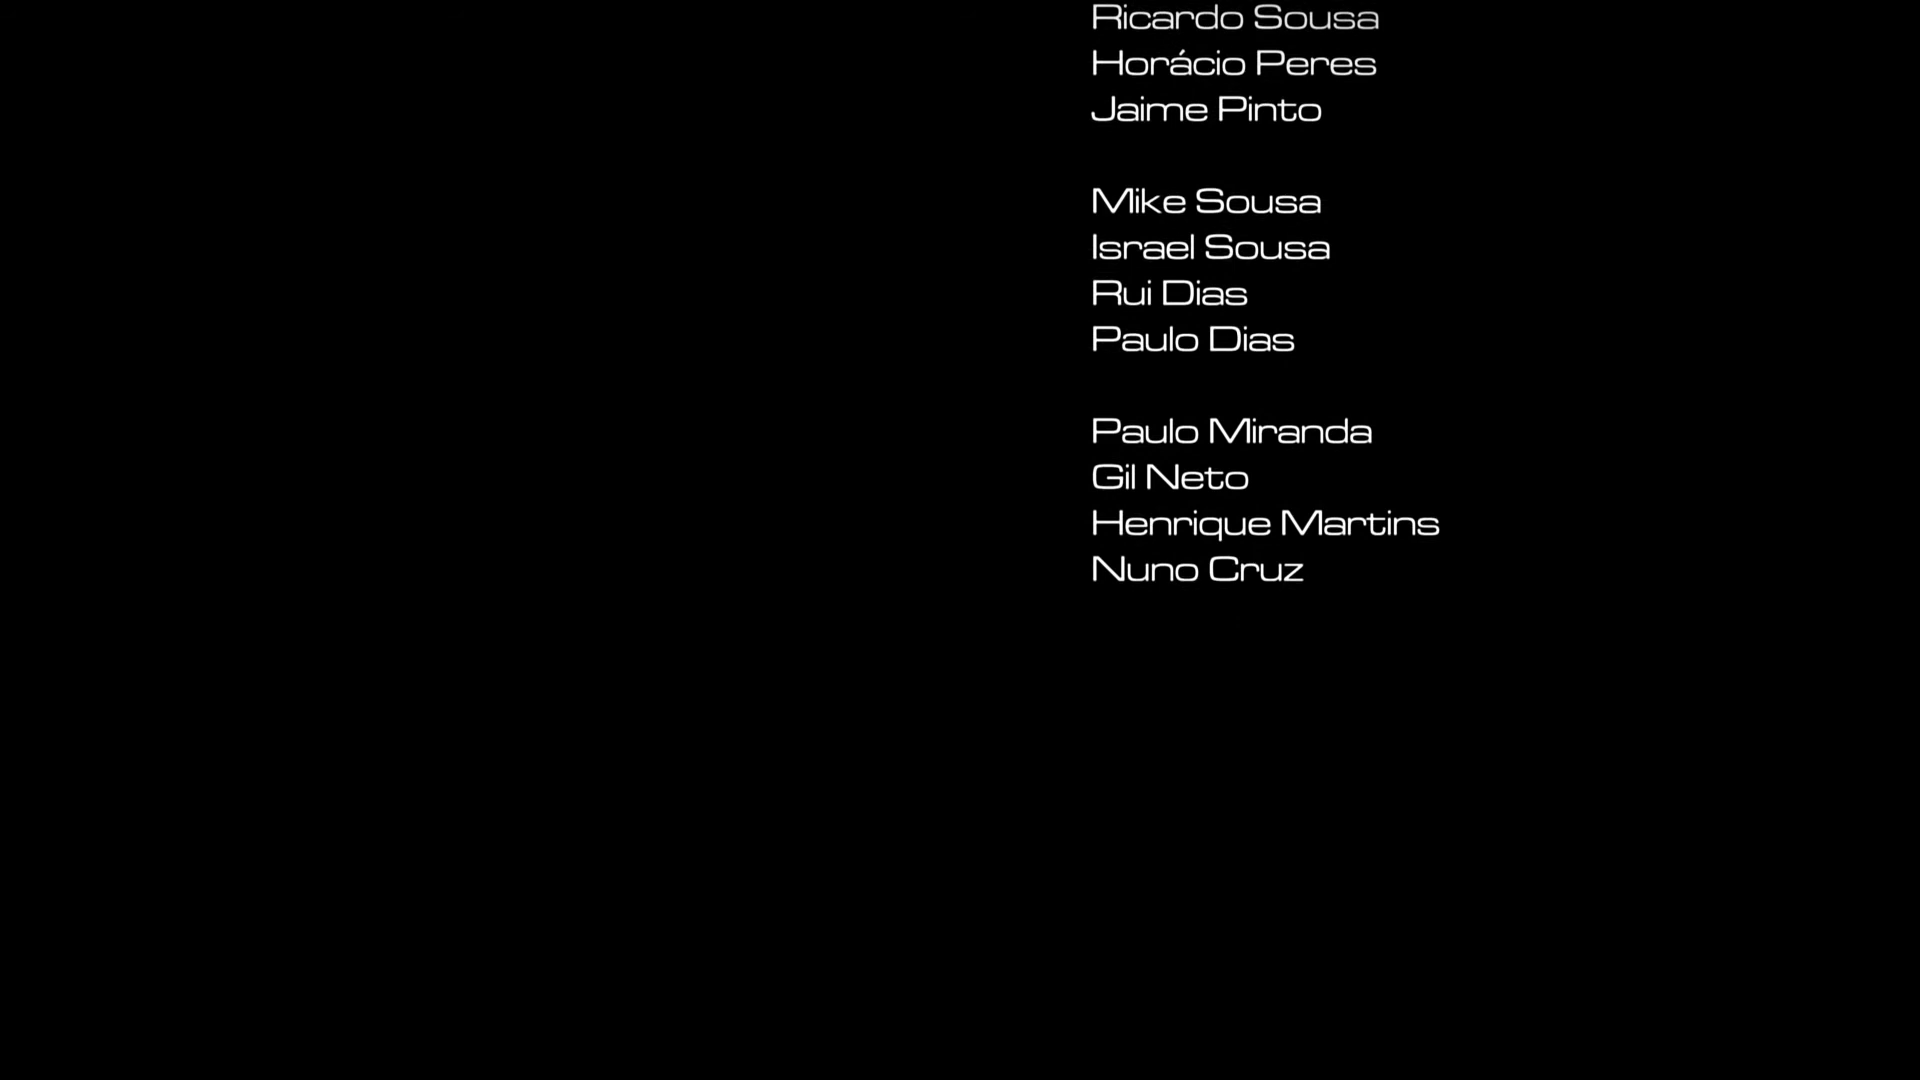 Ricardo Sousa
Horácio Peres
Jaime Pinto
Mike Sousa
Israel Sousa
Rui Dias
Paulo Dias
Paulo Miranda
Gil Neto
Henrique Martins
Nuno Cruz